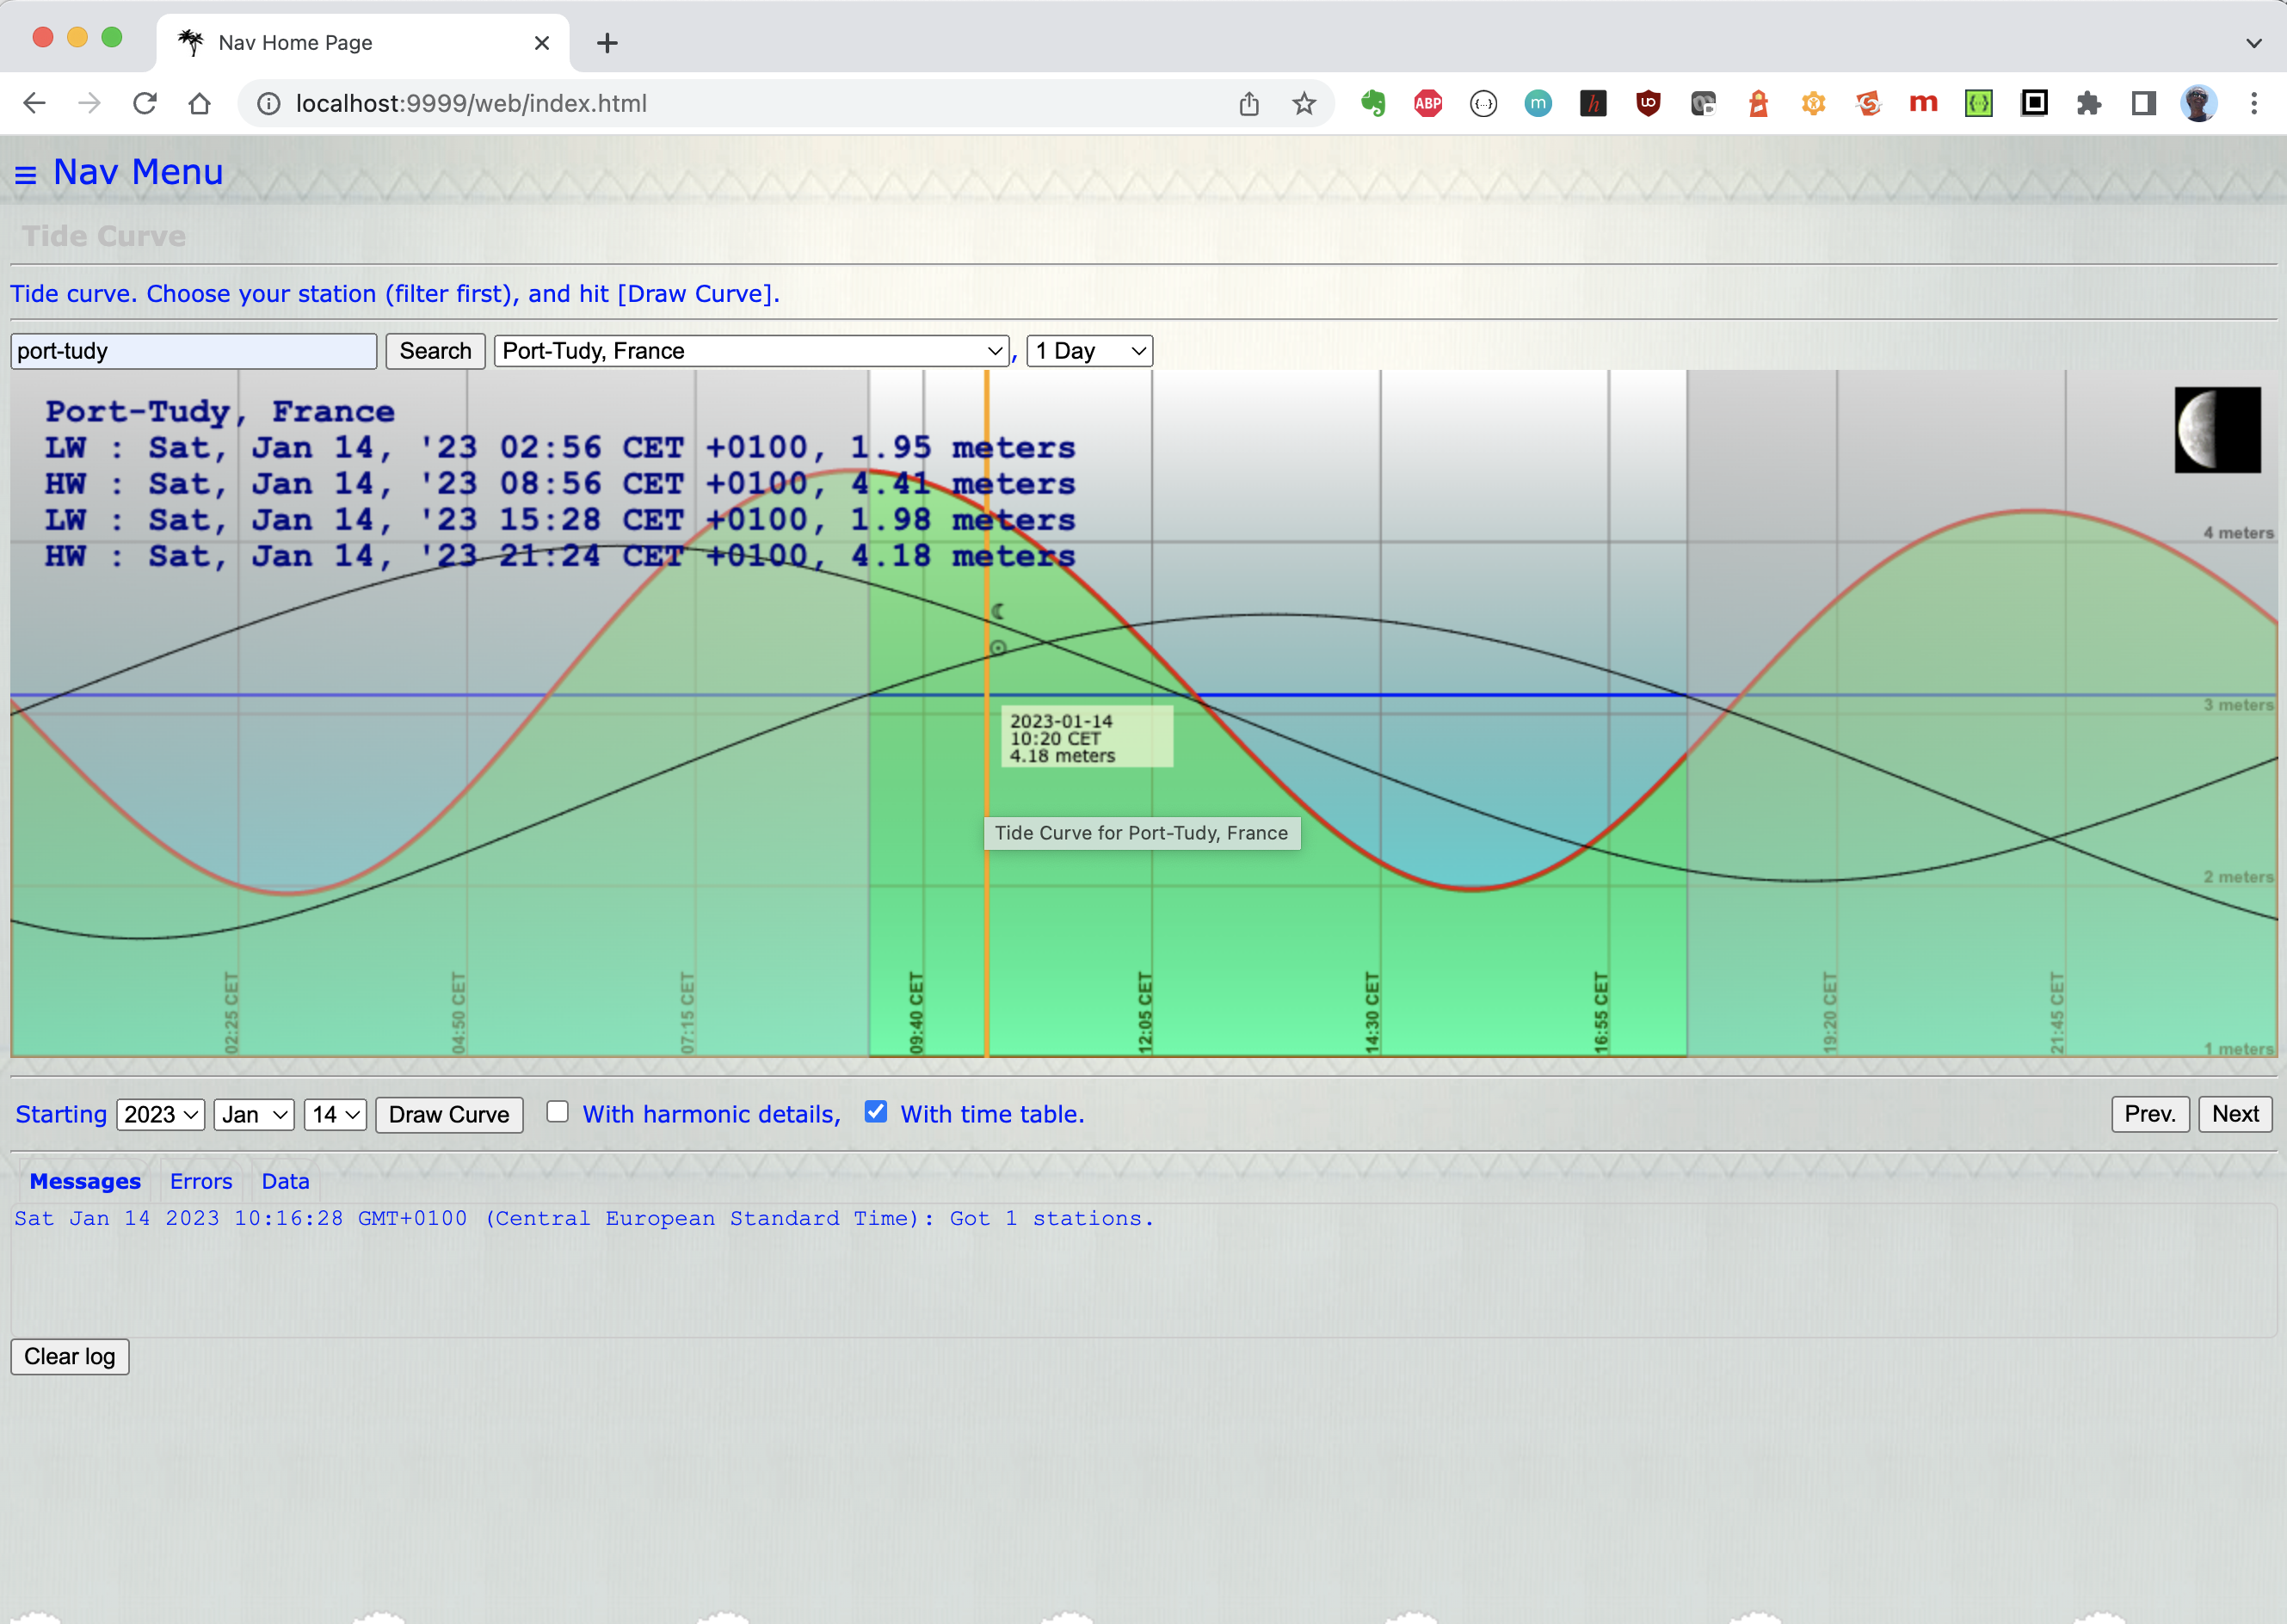 Nav Home Page
localhost:9999/web/index.html
ABP
{...}
m
h
m
{·}
≡ Nav Menu
Tide Curve
Tide curve. Choose your station (filter first), and hit [Draw Curve].
port-tudy Search Port-Tudy, France , 1 Day
Port-Tudy, France
LW : Sat, Jan 14, '23 02:56 CET +0100, 1.95 meters
HW : Sat, Jan 14, '23 08:56 CET +0100, 4.41 meters
LW : Sat, Jan 14, '23 15:28 CET +0100, 1.98 meters
HW : Sat, Jan 14, '23 21:24 CET +0100, 4.18 meters
4 meters
3 meters
2023-01-14
10:20 CET
4.18 meters
Tide Curve for Port-Tudy, France
2 meters
02:25 CET
04:50 CET
07:15 CET
09:40 CET
12:05 CET
14:30 CET
16:55 CET
19:20 CET
21:45 CET
1 meters
Starting 2023 Jan 14 Draw Curve With harmonic details, With time table. Prev. Next
Messages Errors Data
Sat Jan 14 2023 10:16:28 GMT+0100 (Central European Standard Time): Got 1 stations.
Clear log